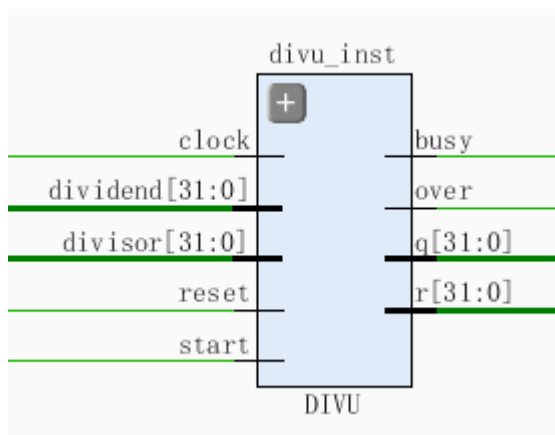 divu_inst
clock
busy
dividend[31:0]
over
divisor[31:0]
q[31:0]
reset
r[31:0]
start
DIVU